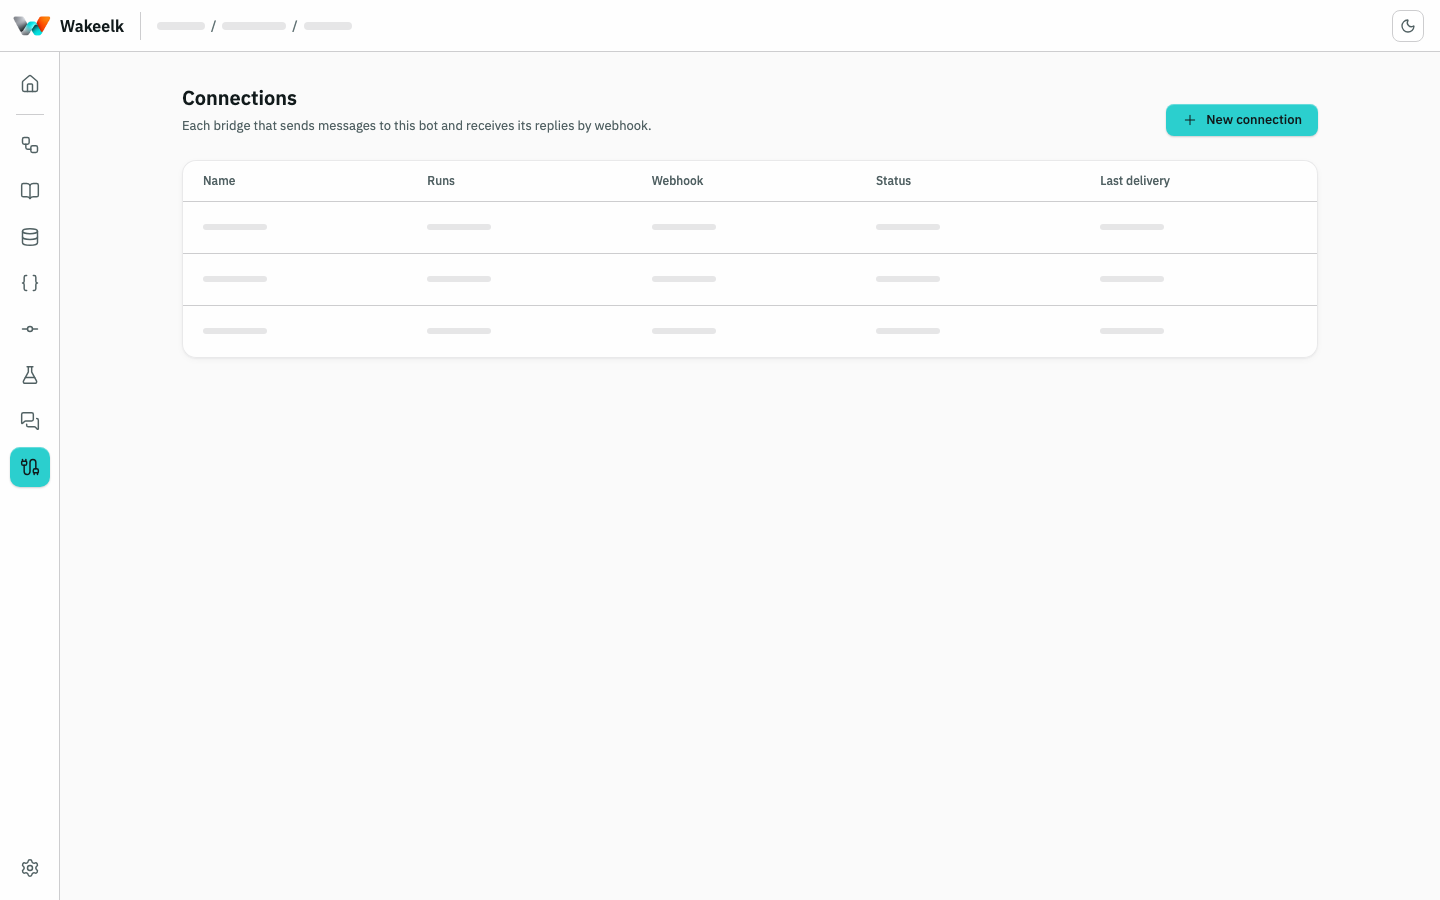 Wakeelk
/ /
Connections
Each bridge that sends messages to this bot and receives its replies by webhook.
New connection
Name Runs Webhook Status Last delivery